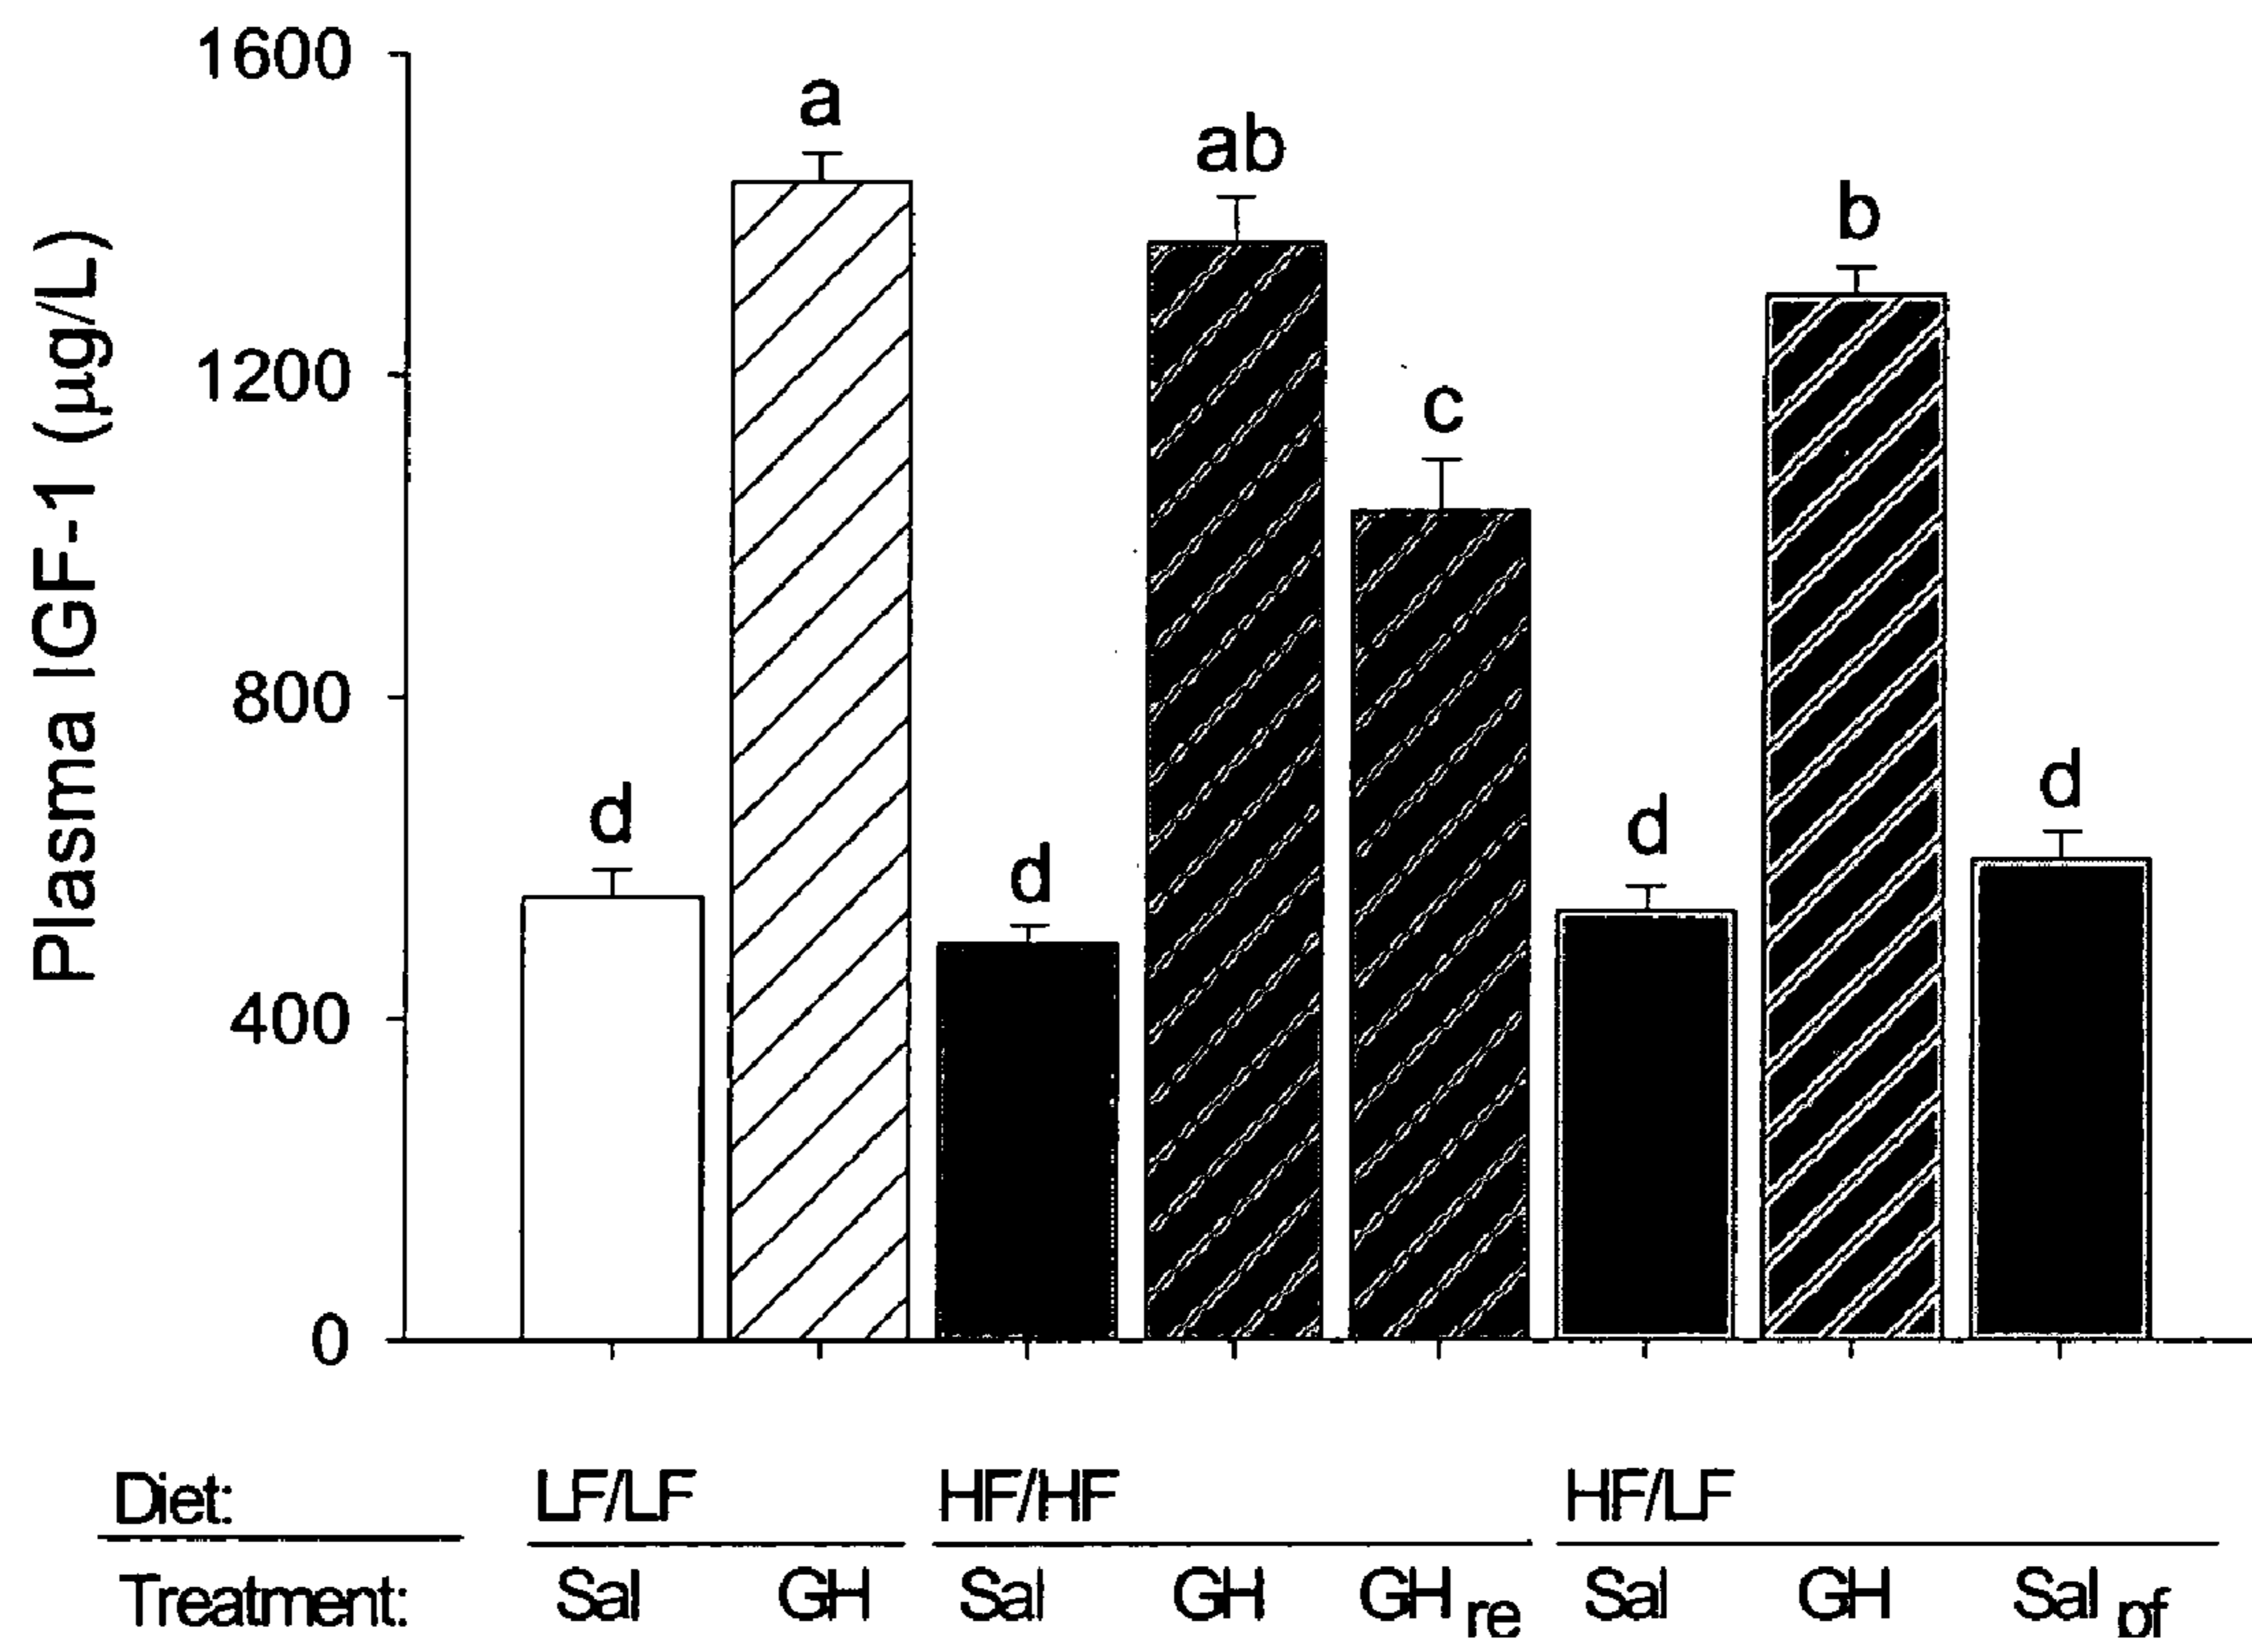 1600
1200
800
400
0
Plasma IGF-1 (µg/L)
d
a
d
ab
c
d
b
d
Diet: LF/LF HF/HF HF/LF
Treatment: Sal GH Sal GH GH re Sal GH Sal pf